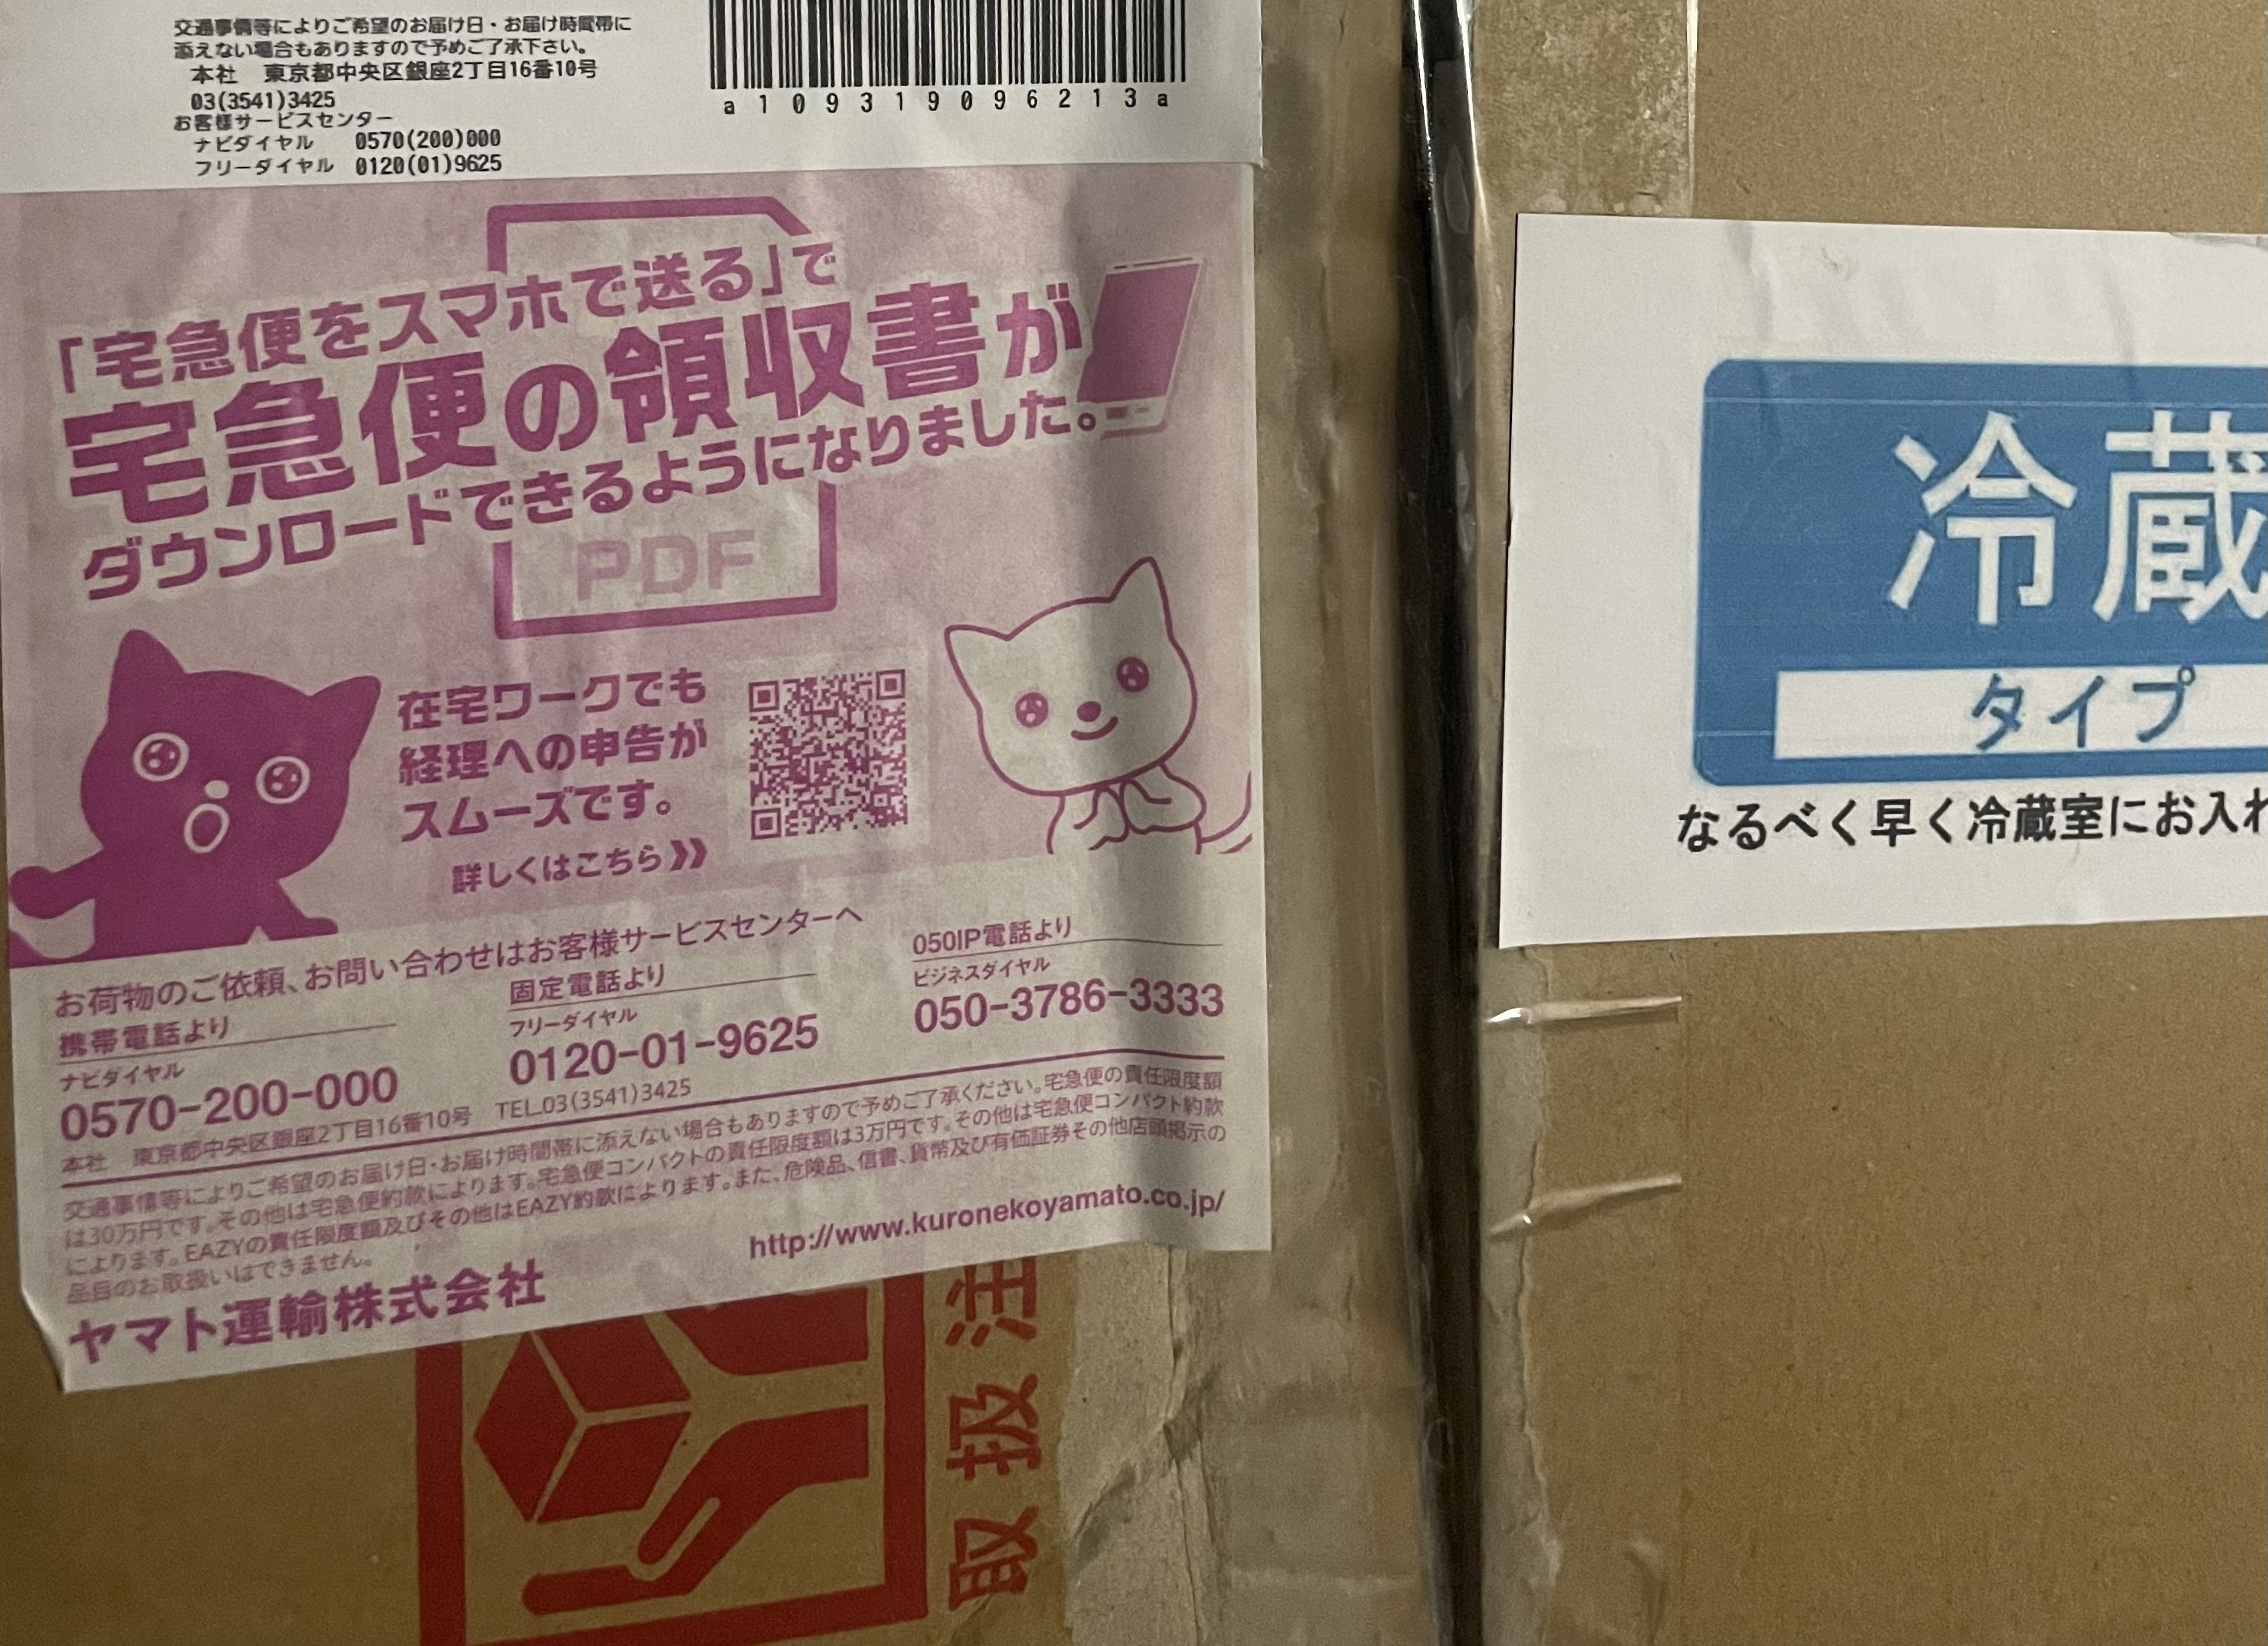 交通事情等によりご希望のお届け日・お届け時間帯に
添えない場合もありますので予めご了承下さい。
本社 東京都中央区銀座2丁目16番10号
03(3541)3425
お客様サービスセンター
ナビダイヤル 0570(200)000
フリーダイヤル 0120(01)9625
a109319096213a
「宅急便をスマホで送る」で
宅急便の領収書が
ダウンロードできるようになりました。
PDF
在宅ワークでも
経理への申告が
スムーズです。
詳しくはこちら
お荷物のご依頼、お問い合わせはお客様サービスセンターへ
携帯電話より
ナビダイヤル
0570-200-000
固定電話より
フリーダイヤル
0120-01-9625
050IP電話より
ビジネスダイヤル
050-3786-3333
本社 東京都中央区銀座2丁目16番10号 TEL.03(3541)3425
交通事情等によりご希望のお届け日・お届け時間帯に添えない場合もありますので予めご了承ください。宅急便の責任限度額
は30万円です。その他は宅急便約款によります。宅急便コンパクトの責任限度額は3万円です。その他は宅急便コンパクト約款
によります。EAZYの責任限度額及びその他はEAZY約款によります。また、危険品、信書、貨幣及び有価証券その他店頭掲示の
品目のお取扱いはできません。
ヤマト運輸株式会社
http://www.kuronekoyamato.co.jp/
取扱注
冷蔵
タイプ
なるべく早く冷蔵室にお入れ